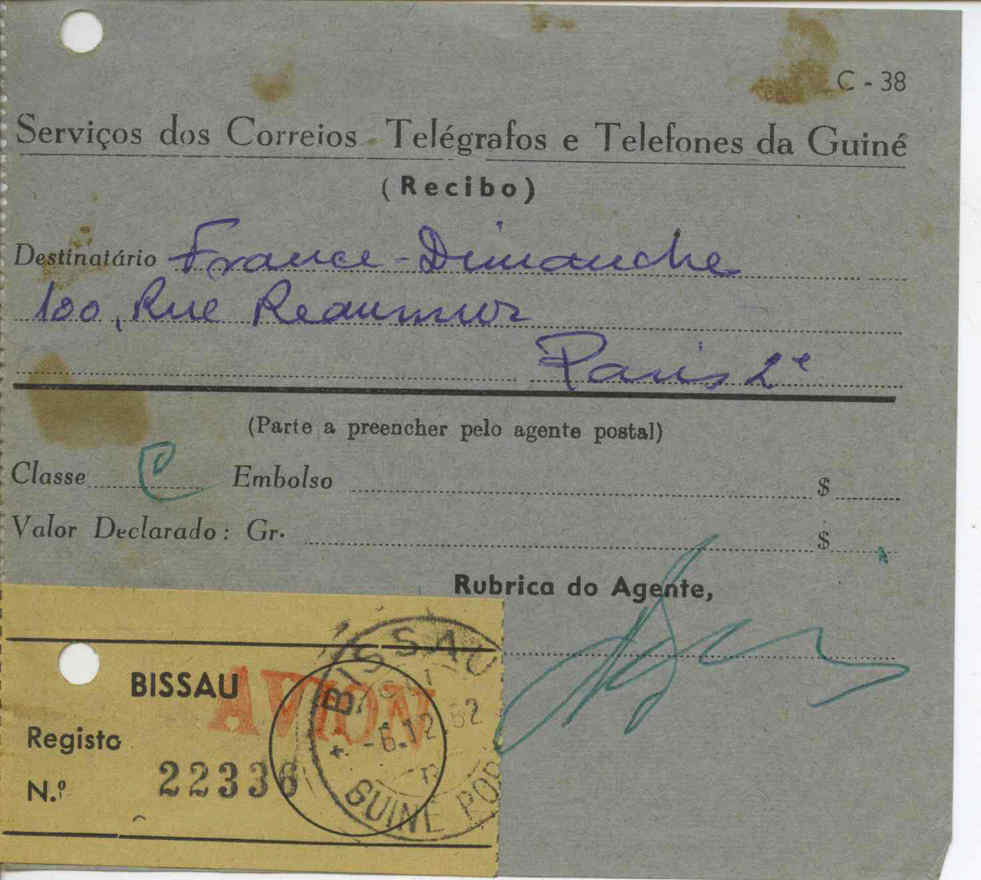 C - 38
Serviços dos Correios Telégrafos e Telefones da Guiné
(Recibo)
Destinatário France-Dimanche
100, Rue Reaumur
Paris 2e
(Parte a preencher pelo agente postal)
Classe C Embolso $
Valor Declarado: Gr. $
Rubrica do Agente,
BISSAU
AVION
Registo
N.º 22336
BISSAU
-6.12.62
GUINÉ POR